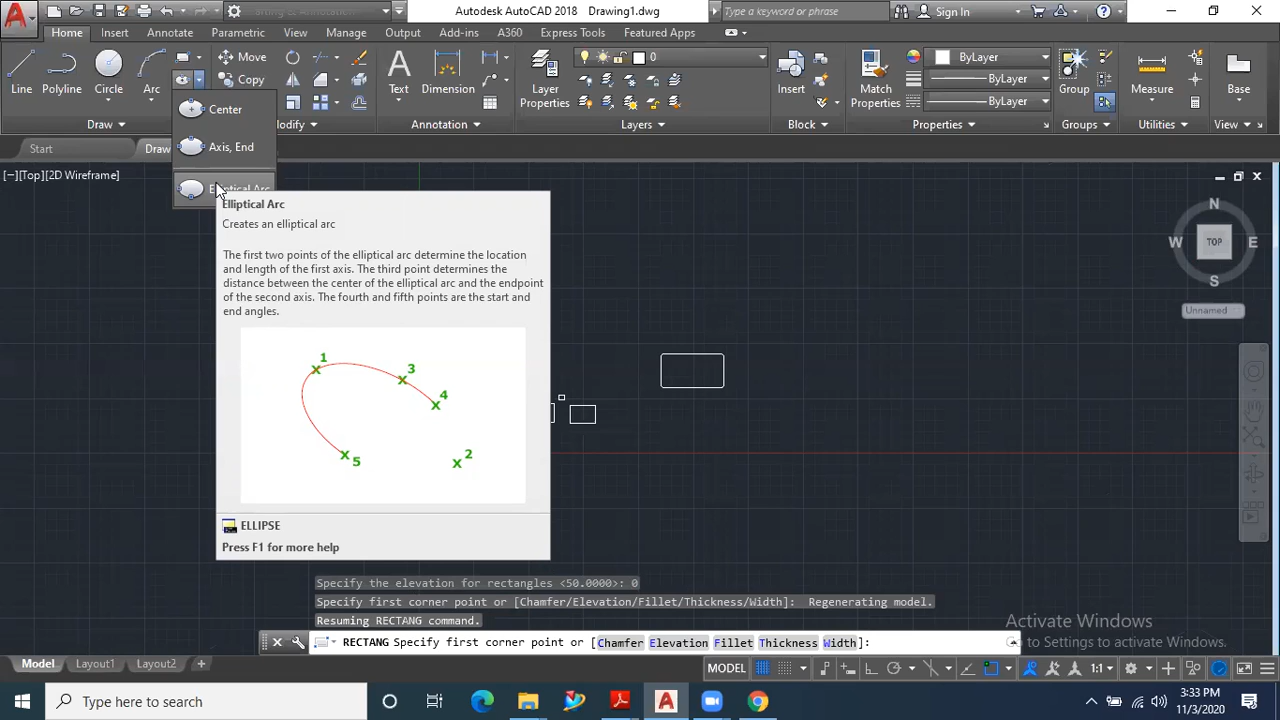 Autodesk AutoCAD 2018 Drawing1.dwg
Type a keyword or phrase
Sign In
Home
Insert
Annotate
Parametric
View
Manage
Output
Add-ins
A360
Express Tools
Featured Apps
Line
Polyline
Circle
Arc
Move
Copy
Text
Dimension
Layer
Properties
0
Insert
Match
Properties
ByLayer
ByLayer
ByLayer
Group
Measure
Base
Draw
Modify
Annotation
Layers
Block
Properties
Groups
Utilities
View
Center
Axis, End
Elliptical Arc
Start
Draw
[−][Top][2D Wireframe]
N
W
TOP
E
S
Unnamed
Elliptical Arc
Creates an elliptical arc
The first two points of the elliptical arc determine the location
and length of the first axis. The third point determines the
distance between the center of the elliptical arc and the endpoint
of the second axis. The fourth and fifth points are the start and
end angles.
1
3
4
5
2
ELLIPSE
Press F1 for more help
Specify the elevation for rectangles <50.0000>: 0
Specify first corner point or [Chamfer/Elevation/Fillet/Thickness/Width]:  Regenerating model.
Resuming RECTANG command.
RECTANG Specify first corner point or [Chamfer Elevation Fillet Thickness Width]:
Activate Windows
o to Settings to activate Windows.
Model
Layout1
Layout2
+
MODEL
1:1
Type here to search
3:33 PM
11/3/2020